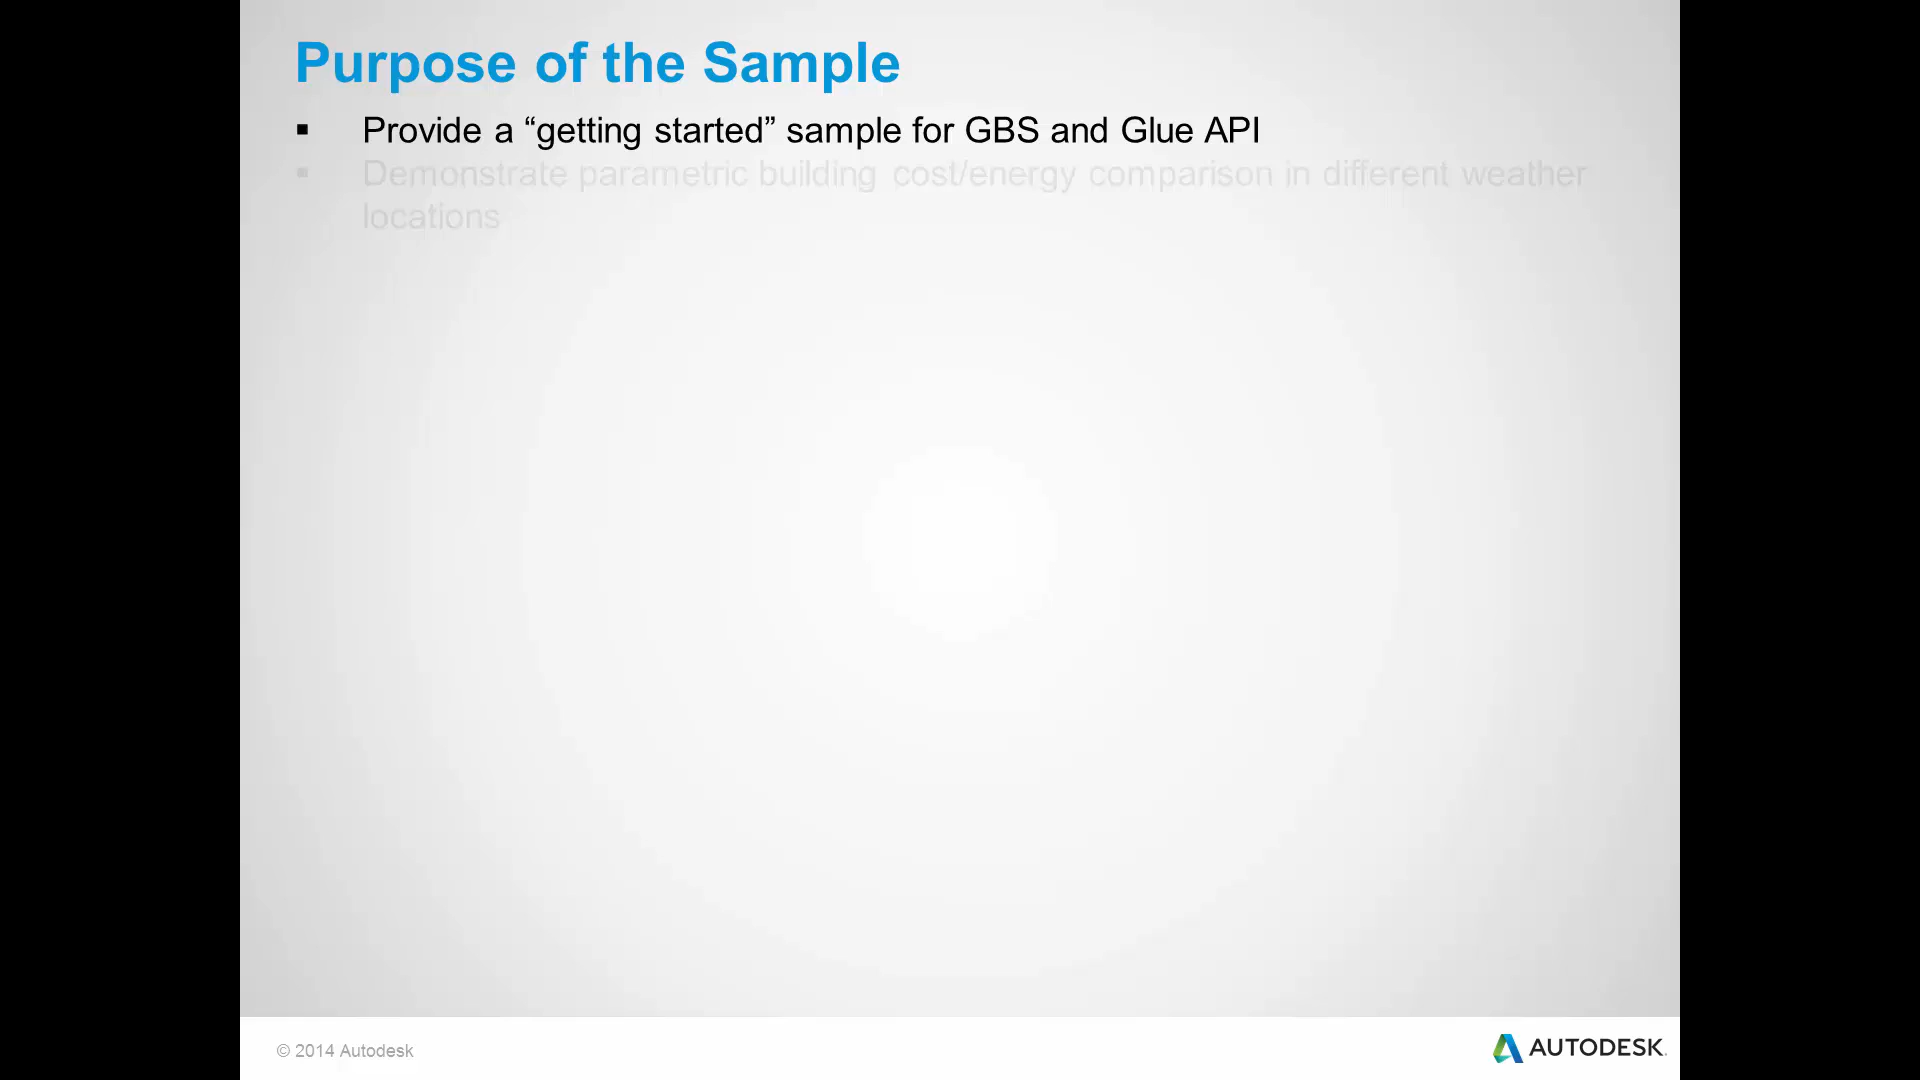 Purpose of the Sample
▪ Provide a “getting started” sample for GBS and Glue API
▪ Demonstrate parametric building cost/energy comparison in different weather
locations
© 2014 Autodesk
AUTODESK.